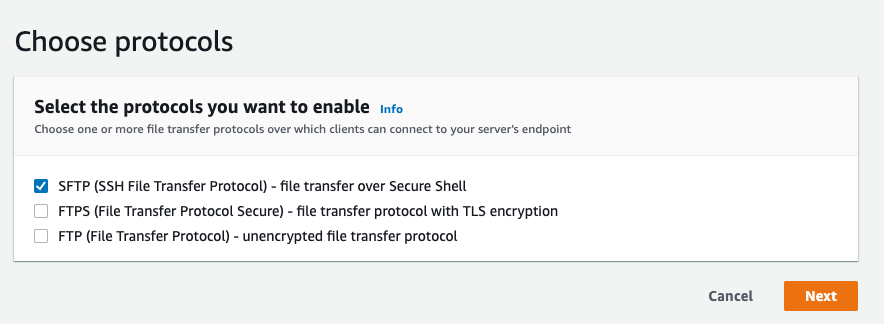 Choose protocols
Select the protocols you want to enable Info
Choose one or more file transfer protocols over which clients can connect to your server's endpoint
SFTP (SSH File Transfer Protocol) - file transfer over Secure Shell
FTPS (File Transfer Protocol Secure) - file transfer protocol with TLS encryption
FTP (File Transfer Protocol) - unencrypted file transfer protocol
Cancel Next